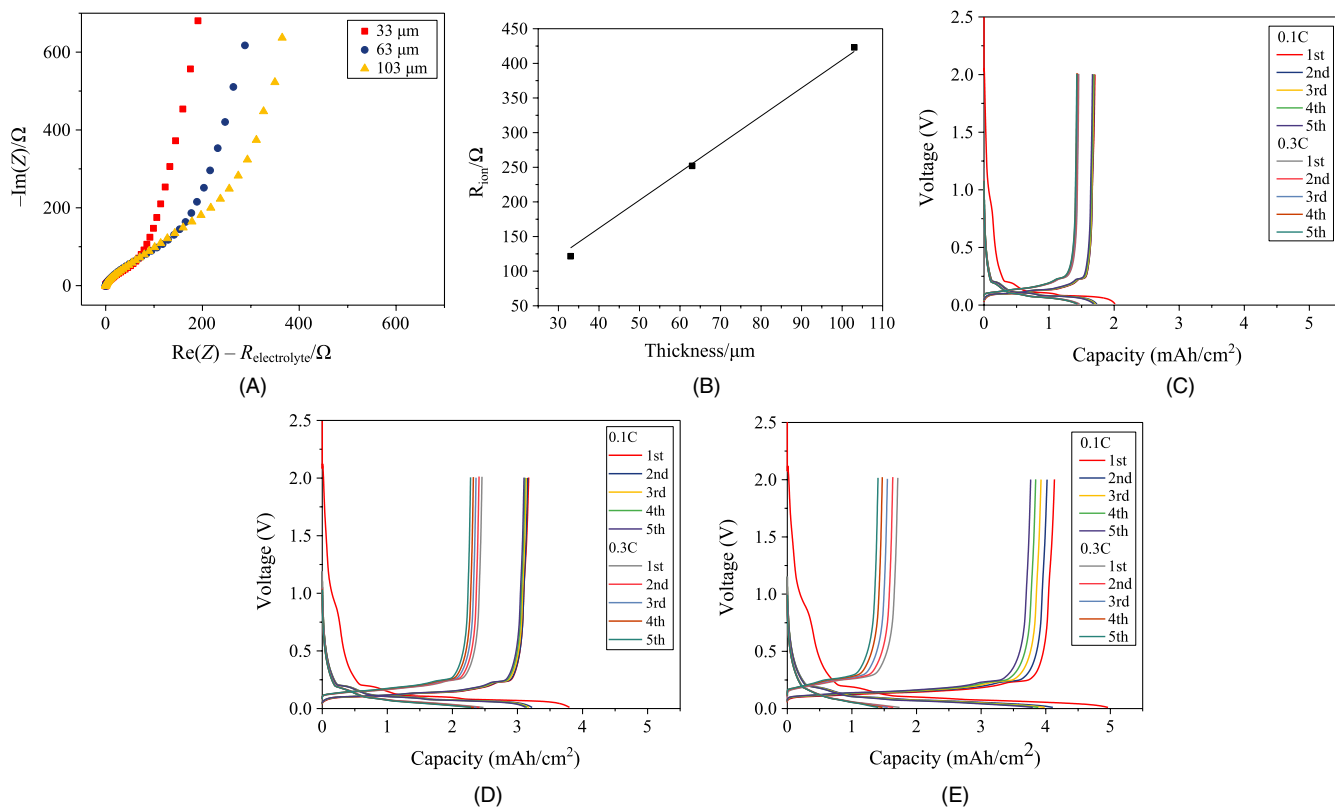 600
400
200
0
–Im(Z)/Ω
33 μm
63 μm
103 μm
0
200
400
600
Re(Z) – Relectrolyte/Ω
(A)
450
400
350
300
250
200
150
100
50
Rion/Ω
30
40
50
60
70
80
90
100
110
Thickness/μm
(B)
2.5
2.0
1.5
1.0
0.5
0.0
Voltage (V)
0.1C
1st
2nd
3rd
4th
5th
0.3C
1st
2nd
3rd
4th
5th
0
1
2
3
4
5
Capacity (mAh/cm²)
(C)
2.5
2.0
1.5
1.0
0.5
0.0
Voltage (V)
0.1C
1st
2nd
3rd
4th
5th
0.3C
1st
2nd
3rd
4th
5th
0
1
2
3
4
5
Capacity (mAh/cm²)
(D)
2.5
2.0
1.5
1.0
0.5
0.0
Voltage (V)
0.1C
1st
2nd
3rd
4th
5th
0.3C
1st
2nd
3rd
4th
5th
0
1
2
3
4
5
Capacity (mAh/cm²)
(E)